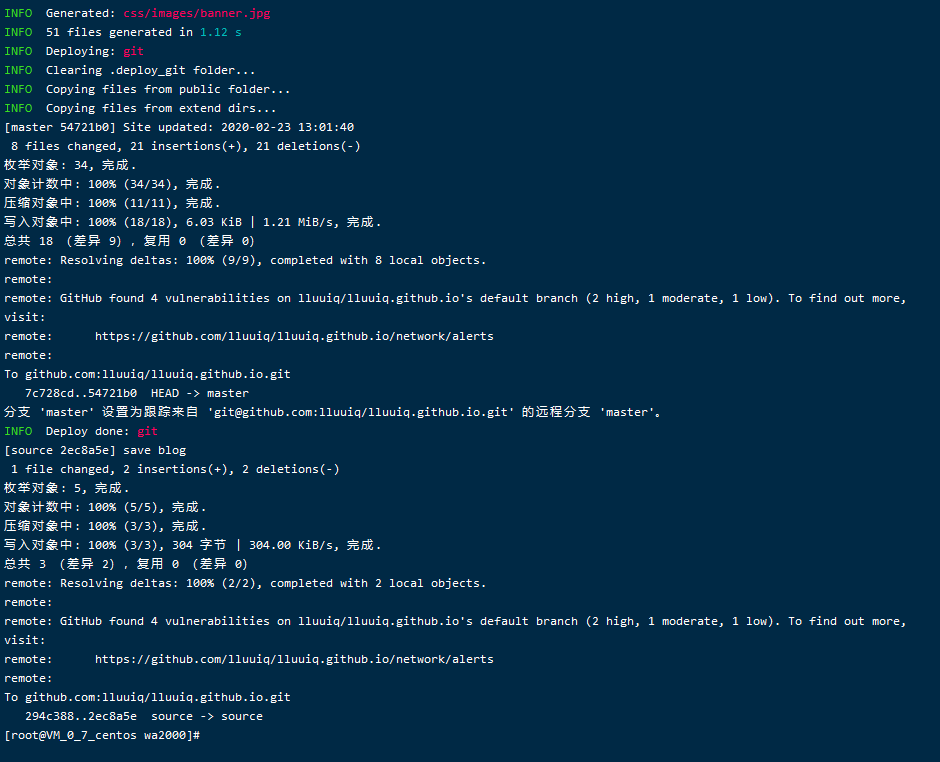 INFO  Generated: css/images/banner.jpg
INFO  51 files generated in 1.12 s
INFO  Deploying: git
INFO  Clearing .deploy_git folder...
INFO  Copying files from public folder...
INFO  Copying files from extend dirs...
[master 54721b0] Site updated: 2020-02-23 13:01:40
 8 files changed, 21 insertions(+), 21 deletions(-)
枚举对象: 34, 完成.
对象计数中: 100% (34/34), 完成.
压缩对象中: 100% (11/11), 完成.
写入对象中: 100% (18/18), 6.03 KiB | 1.21 MiB/s, 完成.
总共 18 （差异 9），复用 0 （差异 0）
remote: Resolving deltas: 100% (9/9), completed with 8 local objects.
remote:
remote: GitHub found 4 vulnerabilities on lluuiq/lluuiq.github.io's default branch (2 high, 1 moderate, 1 low). To find out more,
visit:
remote:      https://github.com/lluuiq/lluuiq.github.io/network/alerts
remote:
To github.com:lluuiq/lluuiq.github.io.git
   7c728cd..54721b0  HEAD -> master
分支 'master' 设置为跟踪来自 'git@github.com:lluuiq/lluuiq.github.io.git' 的远程分支 'master'。
INFO  Deploy done: git
[source 2ec8a5e] save blog
 1 file changed, 2 insertions(+), 2 deletions(-)
枚举对象: 5, 完成.
对象计数中: 100% (5/5), 完成.
压缩对象中: 100% (3/3), 完成.
写入对象中: 100% (3/3), 304 字节 | 304.00 KiB/s, 完成.
总共 3 （差异 2），复用 0 （差异 0）
remote: Resolving deltas: 100% (2/2), completed with 2 local objects.
remote:
remote: GitHub found 4 vulnerabilities on lluuiq/lluuiq.github.io's default branch (2 high, 1 moderate, 1 low). To find out more,
visit:
remote:      https://github.com/lluuiq/lluuiq.github.io/network/alerts
remote:
To github.com:lluuiq/lluuiq.github.io.git
   294c388..2ec8a5e  source -> source
[root@VM_0_7_centos wa2000]#